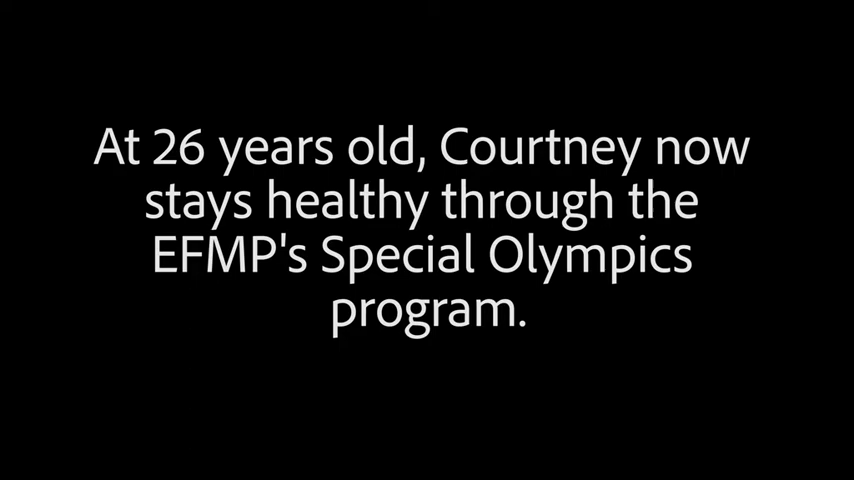 At 26 years old, Courtney now
stays healthy through the
EFMP's Special Olympics
program.